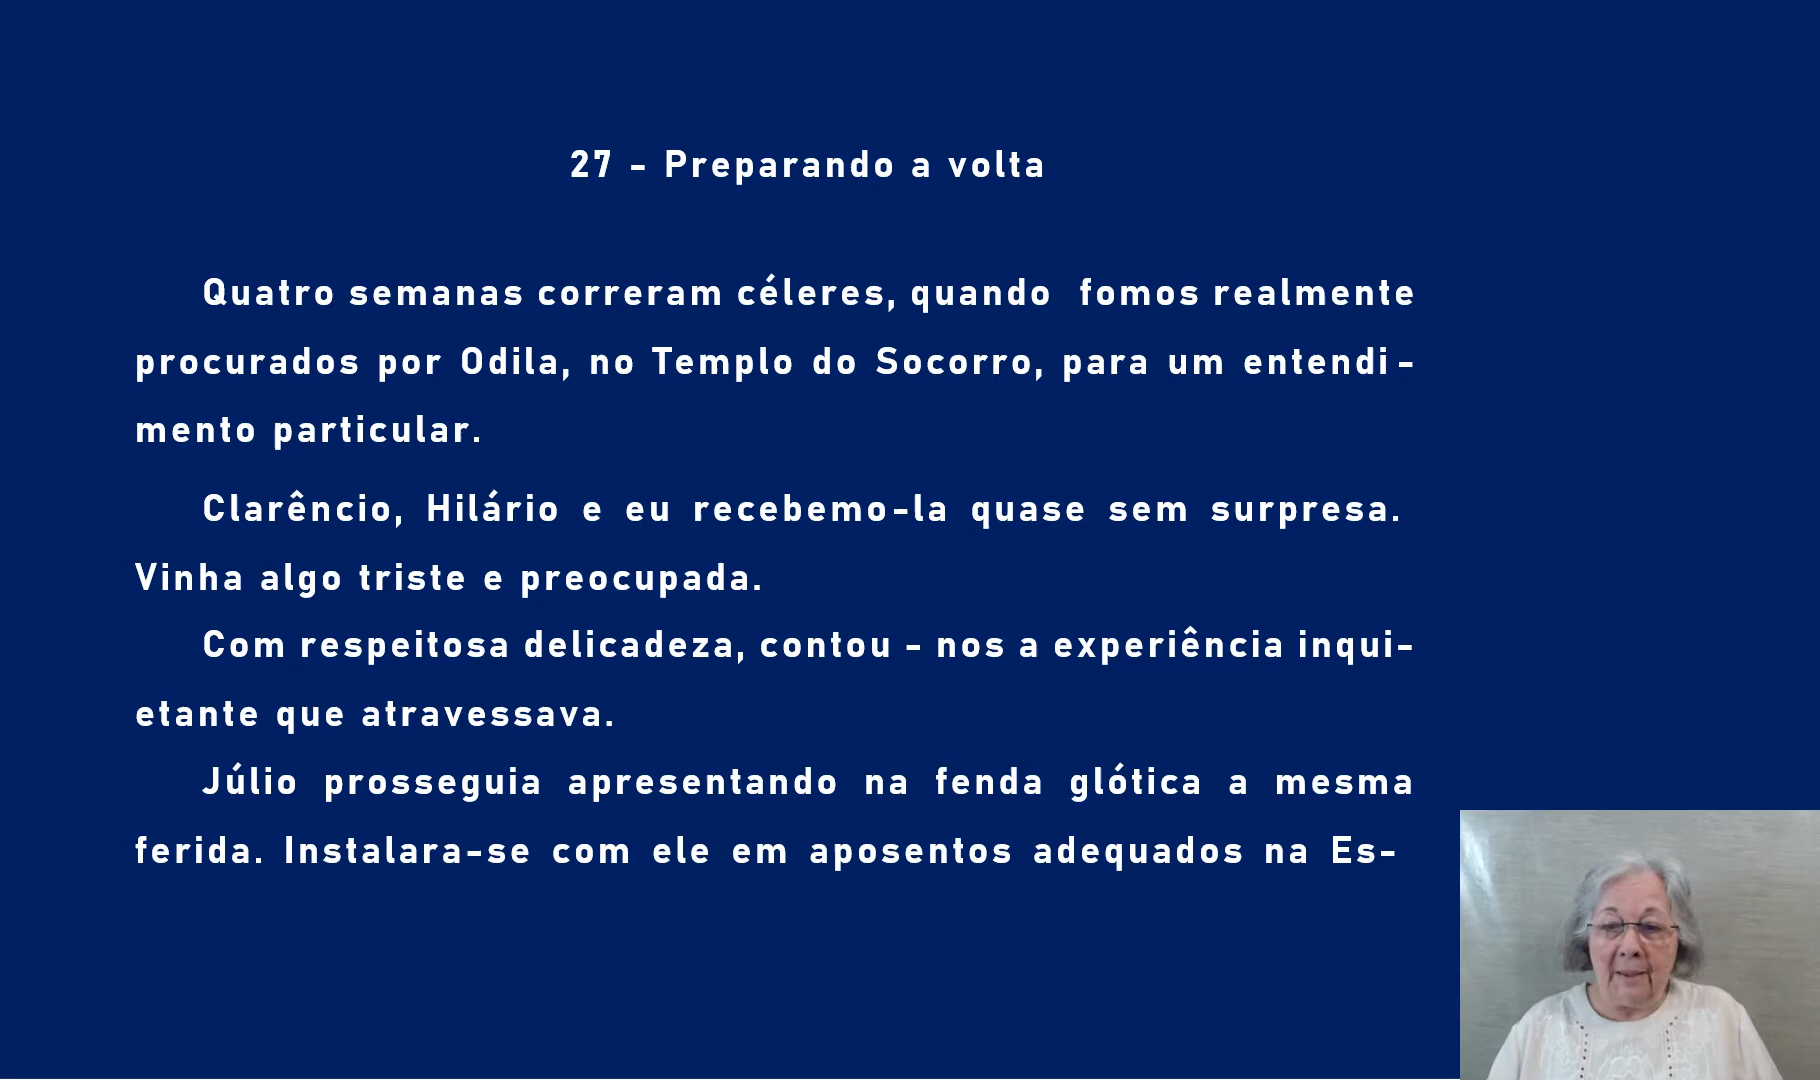 27 - Preparando a volta
Quatro semanas correram céleres, quando fomos realmente
procurados por Odila, no Templo do Socorro, para um entendi-
mento particular.
Clarêncio, Hilário e eu recebemo-la quase sem surpresa.
Vinha algo triste e preocupada.
Com respeitosa delicadeza, contou - nos a experiência inqui-
etante que atravessava.
Júlio prosseguia apresentando na fenda glótica a mesma
ferida. Instalara-se com ele em aposentos adequados na Es-